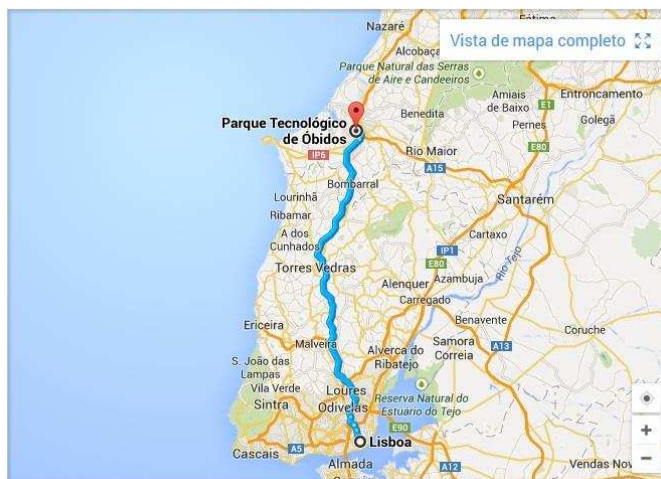 Nazaré
Fátima
Vista de mapa completo
Alcobaça
Parque Natural das Serras
de Aire e Candeeiros
Entroncamento
Amiais
de Baixo
E1
Golegã
Parque Tecnológico
de Óbidos
Benedita
Pernes
E80
IP6
Rio Maior
A15
Bombarral
Santarém
Lourinhã
Ribamar
A dos
Cunhados
Cartaxo
IP1
Torres Vedras
E80
Rio Tejo
Alenquer
Azambuja
Carregado
Benavente
Coruche
Ericeira
Malveira
Alverca do
Ribatejo
Samora
Correia
A13
S. João das
Lampas
Vila Verde
Loures
Reserva Natural do
Estuário do Tejo
Sintra
Odivelas
E90
Lisboa
Cascais
A5
Almada
A12
Vendas Nov